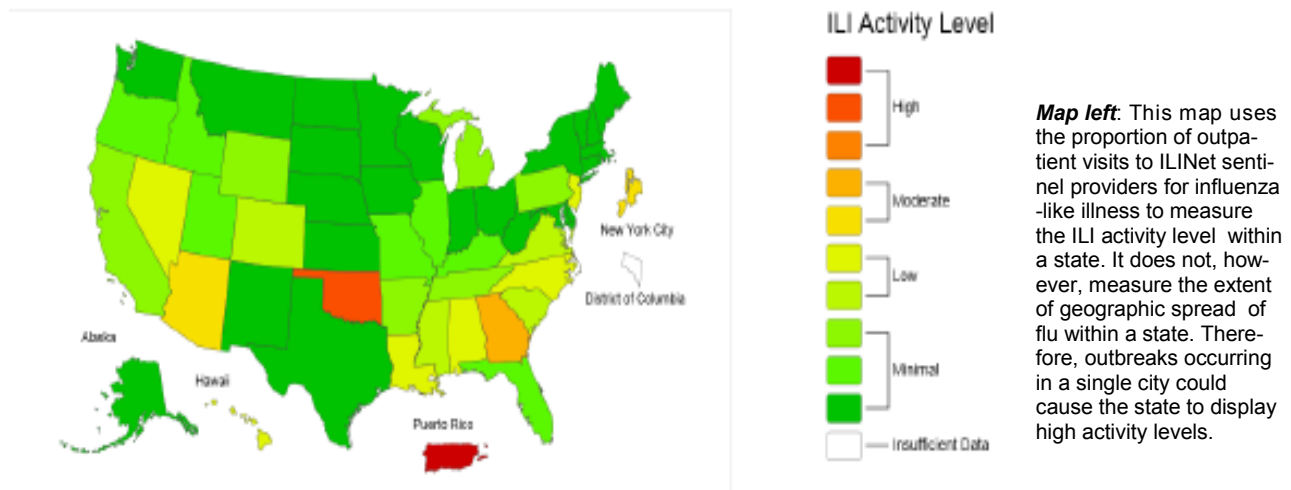 ILI Activity Level
High
Moderate
Low
Minimal
Insufficient Data
New York City
District of Columbia
Alaska
Hawaii
Puerto Rico
Map left: This map uses
the proportion of outpa-
tient visits to ILINet senti-
nel providers for influenza
-like illness to measure
the ILI activity level within
a state. It does not, how-
ever, measure the extent
of geographic spread of
flu within a state. There-
fore, outbreaks occurring
in a single city could
cause the state to display
high activity levels.